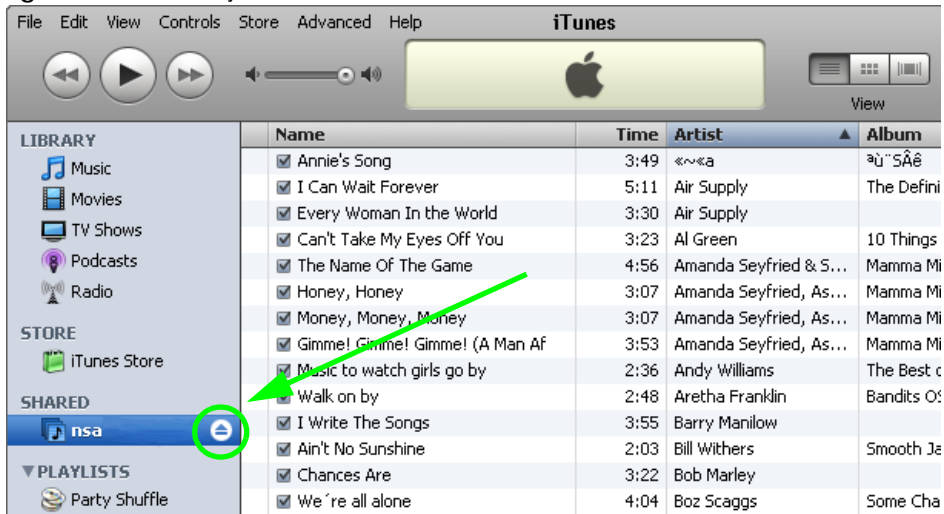 File Edit View Controls Store Advanced Help iTunes
View
LIBRARY
Music
Movies
TV Shows
Podcasts
Radio
STORE
iTunes Store
SHARED
nsa
PLAYLISTS
Party Shuffle
Name Time Artist Album
Annie's Song 3:49 «~«a ªù¨SÂê
I Can Wait Forever 5:11 Air Supply The Defini
Every Woman In the World 3:30 Air Supply
Can't Take My Eyes Off You 3:23 Al Green 10 Things
The Name Of The Game 4:56 Amanda Seyfried & S... Mamma Mi
Honey, Honey 3:07 Amanda Seyfried, As... Mamma Mi
Money, Money, Money 3:07 Amanda Seyfried, As... Mamma Mi
Gimme! Gimme! Gimme! (A Man Af 3:53 Amanda Seyfried, As... Mamma Mi
Music to watch girls go by 2:36 Andy Williams The Best o
Walk on by 2:48 Aretha Franklin Bandits OS
I Write The Songs 3:55 Barry Manilow
Ain't No Sunshine 2:03 Bill Withers Smooth Ja
Chances Are 3:22 Bob Marley
We´re all alone 4:04 Boz Scaggs Some Cha